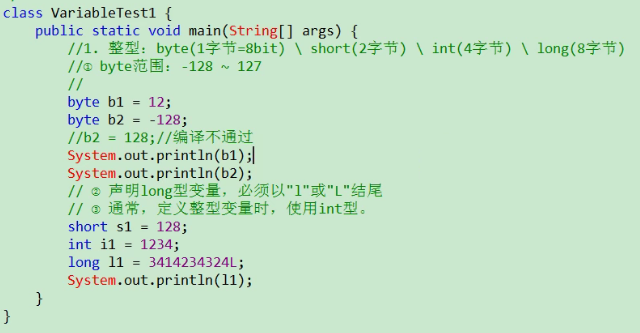 class VariableTest1 {
    public static void main(String[] args) {
        //1. 整型：byte(1字节=8bit) \ short(2字节) \ int(4字节) \ long(8字节)
        //① byte范围：-128 ~ 127
        //
        byte b1 = 12;
        byte b2 = -128;
        //b2 = 128;//编译不通过
        System.out.println(b1);
        System.out.println(b2);
        // ② 声明long型变量，必须以"l"或"L"结尾
        // ③ 通常，定义整型变量时，使用int型。
        short s1 = 128;
        int i1 = 1234;
        long l1 = 3414234324L;
        System.out.println(l1);
    }
}